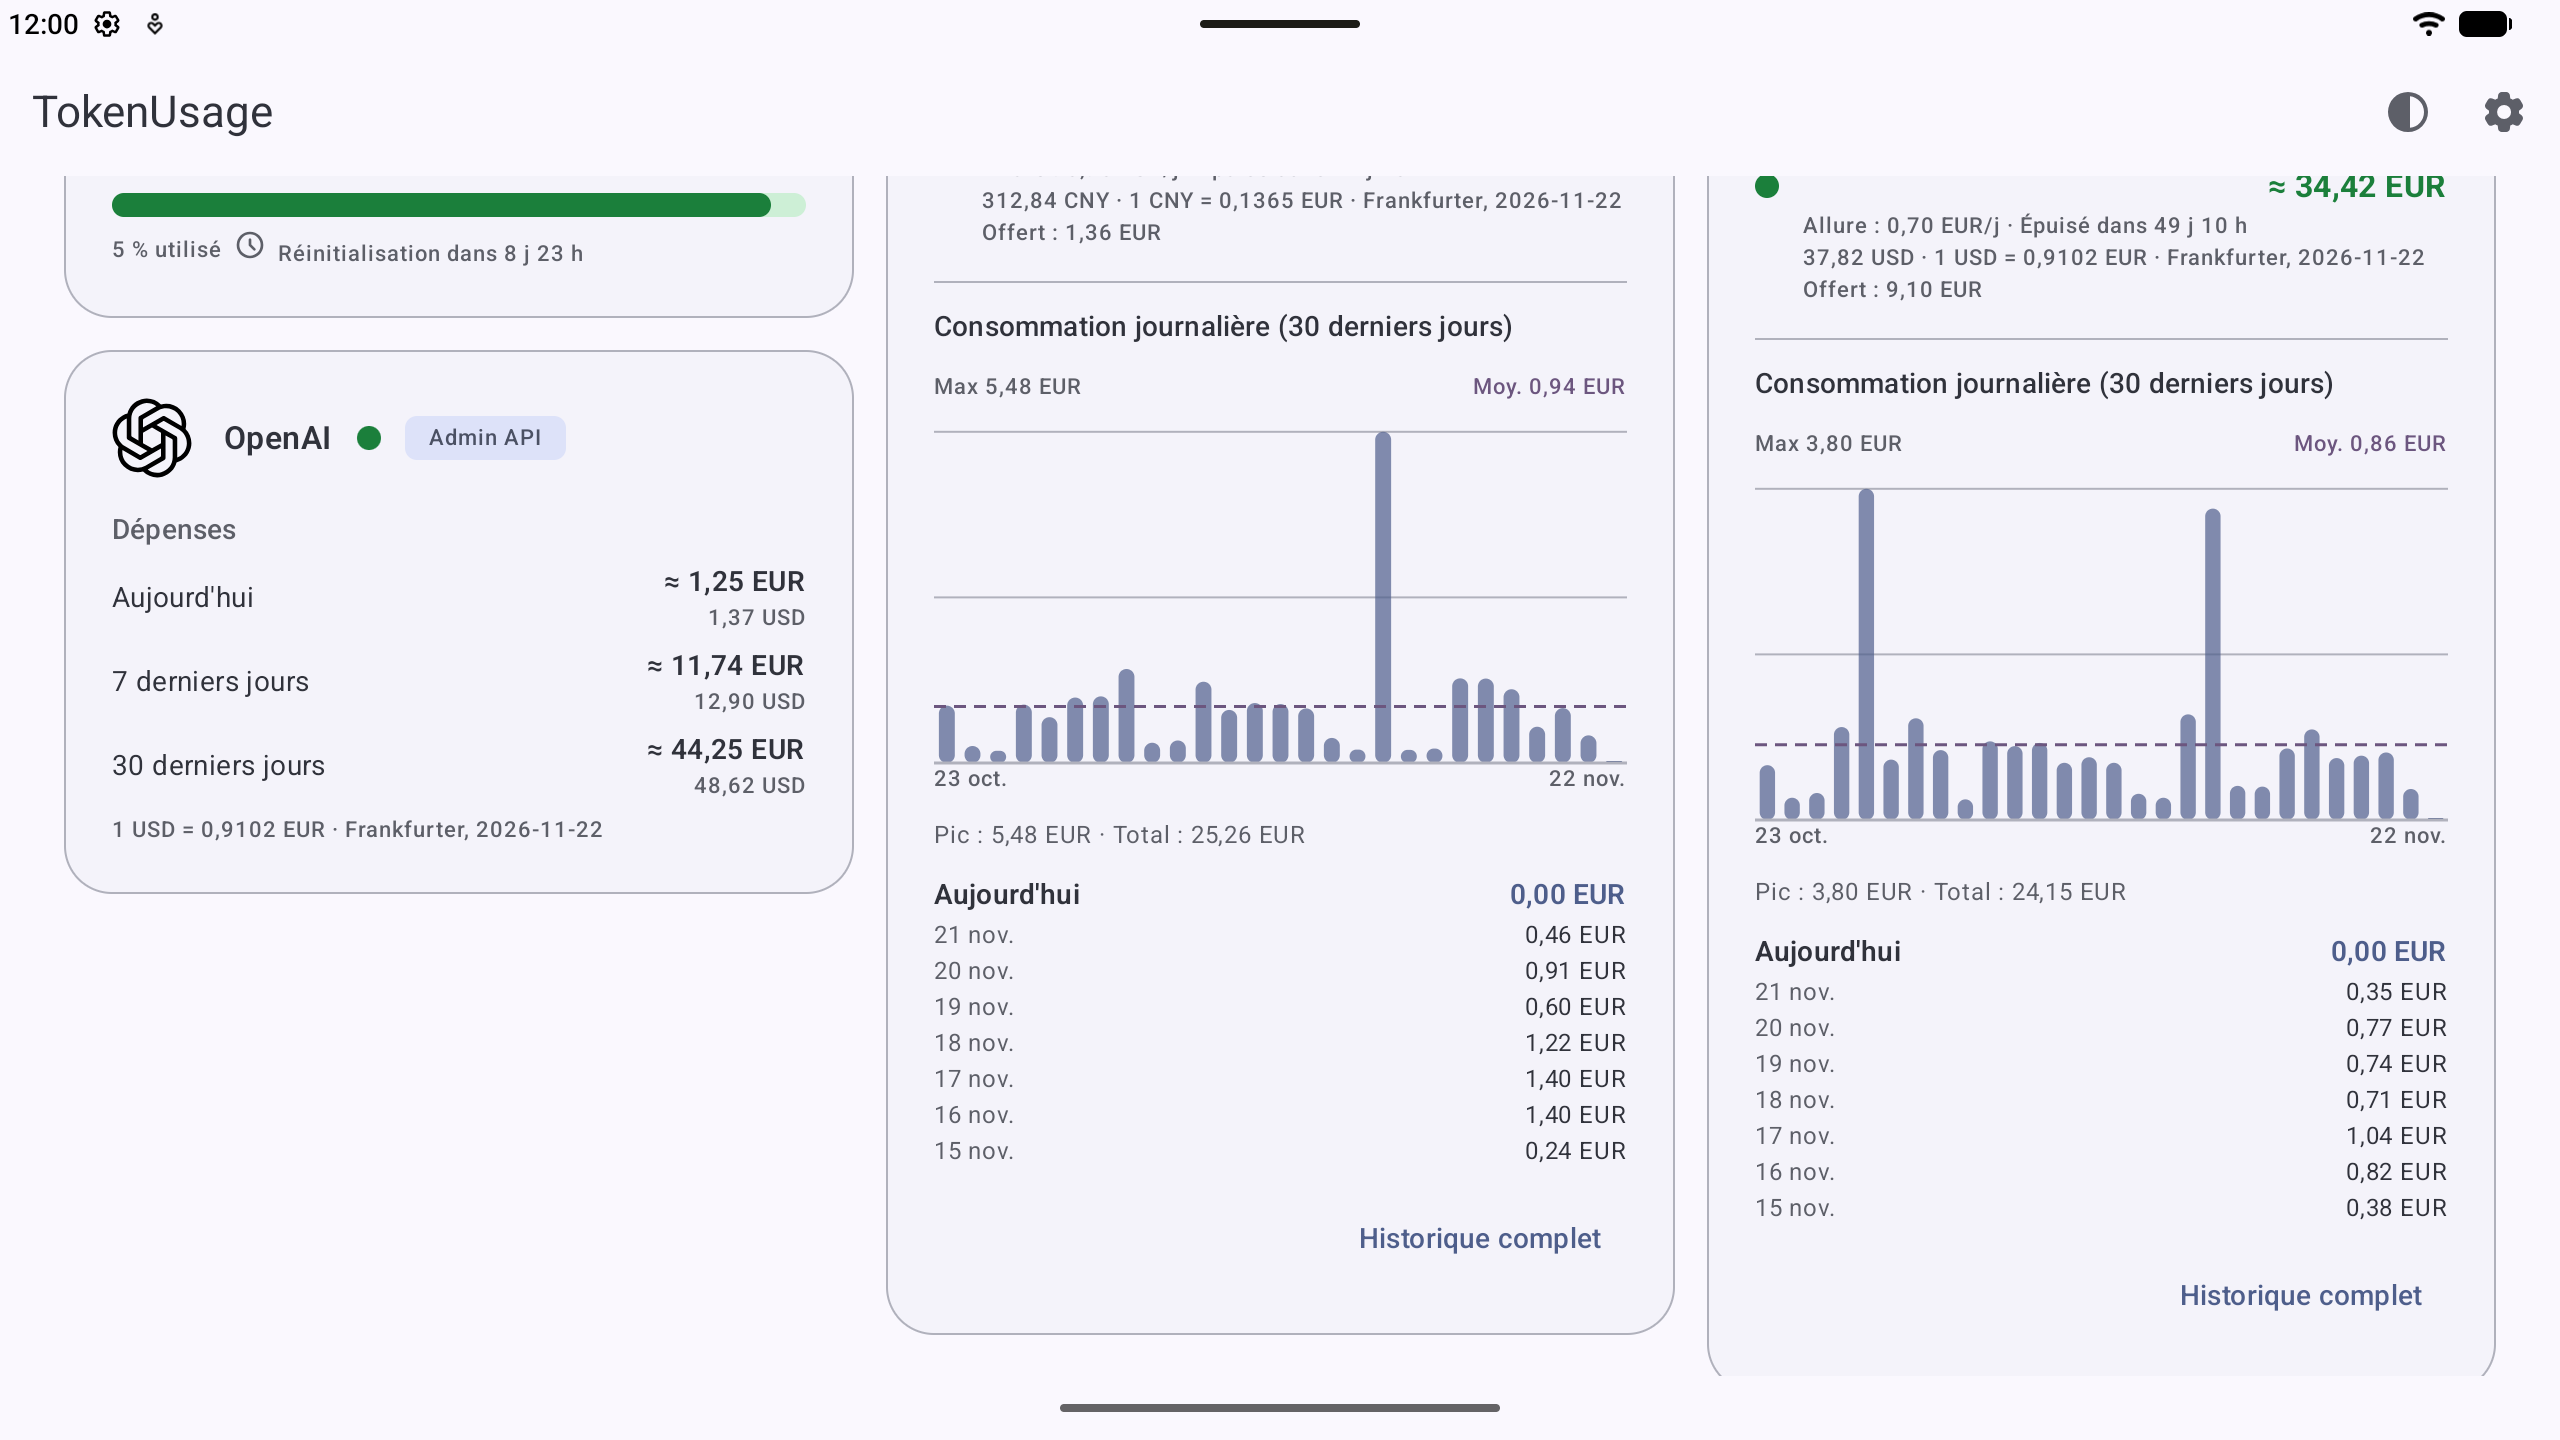 12:00
TokenUsage
5 % utilisé
Réinitialisation dans 8 j 23 h
OpenAI
Admin API
Dépenses
Aujourd'hui
≈ 1,25 EUR
1,37 USD
7 derniers jours
≈ 11,74 EUR
12,90 USD
30 derniers jours
≈ 44,25 EUR
48,62 USD
1 USD = 0,9102 EUR · Frankfurter, 2026-11-22
312,84 CNY · 1 CNY = 0,1365 EUR · Frankfurter, 2026-11-22
Offert : 1,36 EUR
Consommation journalière (30 derniers jours)
Max 5,48 EUR
Moy. 0,94 EUR
23 oct.
22 nov.
Pic : 5,48 EUR · Total : 25,26 EUR
Aujourd'hui 0,00 EUR
21 nov. 0,46 EUR
20 nov. 0,91 EUR
19 nov. 0,60 EUR
18 nov. 1,22 EUR
17 nov. 1,40 EUR
16 nov. 1,40 EUR
15 nov. 0,24 EUR
Historique complet
≈ 34,42 EUR
Allure : 0,70 EUR/j · Épuisé dans 49 j 10 h
37,82 USD · 1 USD = 0,9102 EUR · Frankfurter, 2026-11-22
Offert : 9,10 EUR
Consommation journalière (30 derniers jours)
Max 3,80 EUR
Moy. 0,86 EUR
23 oct.
22 nov.
Pic : 3,80 EUR · Total : 24,15 EUR
Aujourd'hui 0,00 EUR
21 nov. 0,35 EUR
20 nov. 0,77 EUR
19 nov. 0,74 EUR
18 nov. 0,71 EUR
17 nov. 1,04 EUR
16 nov. 0,82 EUR
15 nov. 0,38 EUR
Historique complet